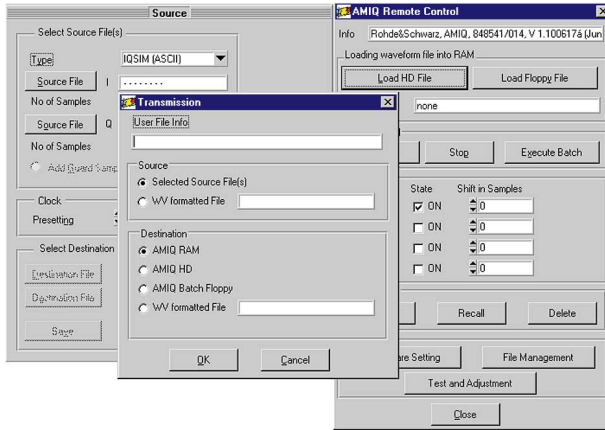 Source
Select Source File(s)
Type
IQSIM (ASCII)
Source File
I
........
No of Samples
Source File
Q
No of Samples
Add Guard Samp
Clock
Presetting
Select Destination
Destination File
Destination File
Save
Transmission
User File Info
Source
Selected Source File(s)
WV formatted File
Destination
AMIQ RAM
AMIQ HD
AMIQ Batch Floppy
WV formatted File
OK
Cancel
AMIQ Remote Control
Info
Rohde&Schwarz, AMIQ, 848541/014, V 1.100617á (Jun
Loading waveform file into RAM
Load HD File
Load Floppy File
none
Stop
Execute Batch
State
Shift in Samples
ON
0
ON
0
ON
0
ON
0
Recall
Delete
are Setting
File Management
Test and Adjustment
Close